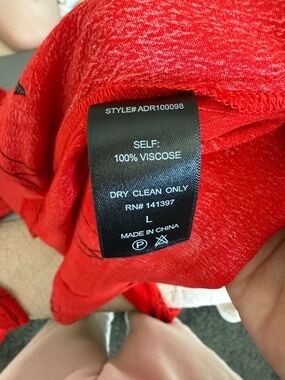 STYLE# ADR100098
SELF:
100% VISCOSE
DRY CLEAN ONLY
RN# 141397
L
MADE IN CHINA
P